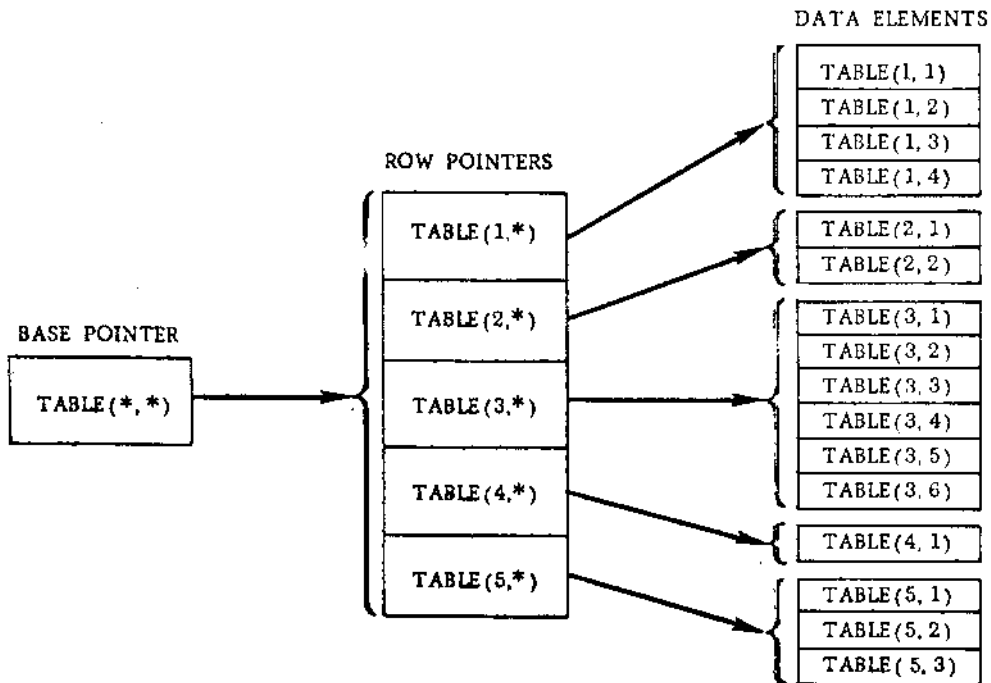 DATA ELEMENTS
TABLE(1, 1)
TABLE(1, 2)
TABLE(1, 3)
TABLE(1, 4)
ROW POINTERS
TABLE(1,*)
TABLE(2,*)
TABLE(3,*)
TABLE(4,*)
TABLE(5,*)
TABLE(2, 1)
TABLE(2, 2)
BASE POINTER
TABLE(*,*)
TABLE(3, 1)
TABLE(3, 2)
TABLE(3, 3)
TABLE(3, 4)
TABLE(3, 5)
TABLE(3, 6)
TABLE(4, 1)
TABLE(5, 1)
TABLE(5, 2)
TABLE( 5, 3)